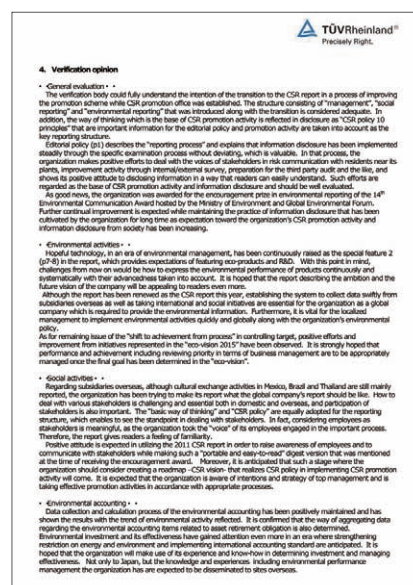 TÜVRheinland®
Precisely Right.
4. Verification opinion
• •General evaluation • •
The verification body could fully understand the intention of the transition to the CSR report in a process of improving
the promotion scheme while CSR promotion office was established. The structure consisting of "management", "social
reporting" and "environmental reporting" that was introduced along with the transition is considered adequate. In
addition, the way of thinking which is the base of CSR promotion activity is reflected in disclosure as "CSR policy 10
principles" that are important information for the editorial policy and promotion activity are taken into account as the
key reporting structure.
Editorial policy (p1) describes the "reporting process" and explains that information disclosure has been implemented
steadily through the specific examination process without deviating, which is valuable. In that process, the
organization makes positive efforts to deal with the voices of stakeholders in risk communication with residents near its
plants, improvement activity through internal/external survey, preparation for the third party audit and the like, and
shows its positive attitude to disclosing information in a way that readers can easily understand. Such efforts are
regarded as the base of CSR promotion activity and information disclosure and should be well evaluated.
As good news, the organization was awarded for the encouragement prize in environmental reporting of the 14th
Environmental Communication Award hosted by the Ministry of Environment and Global Environmental Forum.
Further continual improvement is expected while maintaining the practice of information disclosure that has been
cultivated by the organization for long time as expectation toward the organization's CSR promotion activity and
information disclosure from society has been increasing.
• •Environmental activities • •
Hopeful technology, in an era of environmental management, has been continuously raised as the special feature 2
(p7-8) in the report, which provides expectations of featuring eco-products and R&D. With this point in mind,
challenges from now on would be how to express the environmental performance of products continuously and
systematically with their advancedness taken into account. It is hoped that the report describing the ambition and the
future vision of the company will be appealing to readers even more.
Although the report has been renewed as the CSR report this year, establishing the system to collect data swiftly from
subsidiaries overseas as well as taking international and social initiatives are essential for the organization as a global
company which is required to provide the environmental information. Furthermore, it is vital for the localized
management to implement environmental activities quickly and globally along with the organization's environmental
policy.
As for remaining issue of the "shift to achievement from process" in controlling target, positive efforts and
improvement from initiatives represented in the "eco-vision 2015" have been observed. It is strongly hoped that
performance and achievement including reviewing priority in terms of business management are to be appropriately
managed once the final goal has been determined in the "eco-vision".
• •Social activities • •
Regarding subsidiaries overseas, although cultural exchange activities in Mexico, Brazil and Thailand are still mainly
reported, the organization has been trying to make its report what the global company's report should be like. How to
deal with various stakeholders is challenging and essential both in domestic and overseas, and participation of
stakeholders is also important. The "basic way of thinking" and "CSR policy" are equally adopted for the reporting
structure, which enables to see the standpoint in dealing with stakeholders. In fact, considering employees as
stakeholders is meaningful, as the organization took the "voice" of its employees engaged in the important process.
Therefore, the report gives readers a feeling of familiarity.
Positive attitude is expected in utilizing the 2011 CSR report in order to raise awareness of employees and to
communicate with stakeholders while making such a "portable and easy-to-read" digest version that was mentioned
at the time of receiving the encouragement award. Moreover, it is anticipated that such a stage where the
organization should consider creating a roadmap –CSR vision- that realizes CSR policy in implementing CSR promotion
activity will come. It is expected that the organization is aware of intentions and strategy of top management and is
taking effective promotion activities in accordance with appropriate processes.
• •Environmental accounting • •
Data collection and calculation process of the environmental accounting has been positively maintained and has
shown the results with the trend of environmental activity reflected. It is confirmed that the way of aggregating data
regarding the environmental accounting items related to asset retirement obligation is also determined.
Environmental investment and its effectiveness have gained attention even more in an era where strengthening
restriction on energy and environment and implementing international accounting standard are anticipated. It is
hoped that the organization will make use of its experience and know-how in determining investment and managing
effectiveness. Not only to Japan, but the knowledge and experiences including environmental performance
management the organization has are expected to be disseminated to sites overseas.